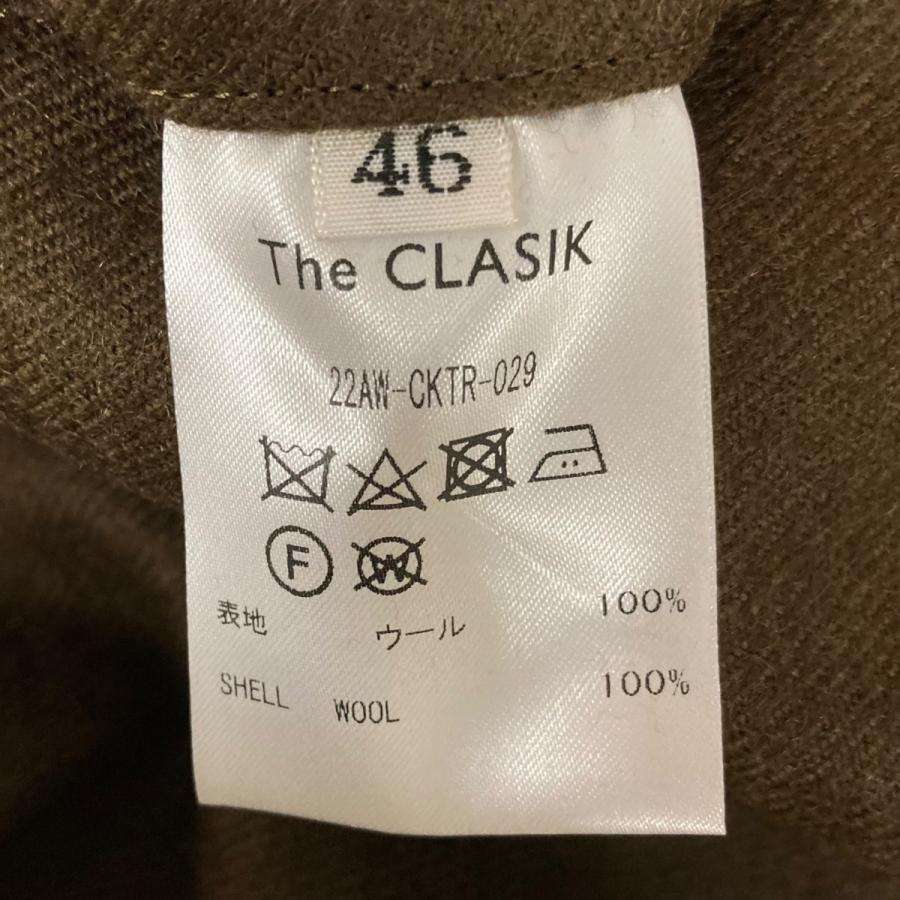 46
The CLASIK
22AW-CKTR-029
F W
表地 ウール 100%
SHELL WOOL 100%